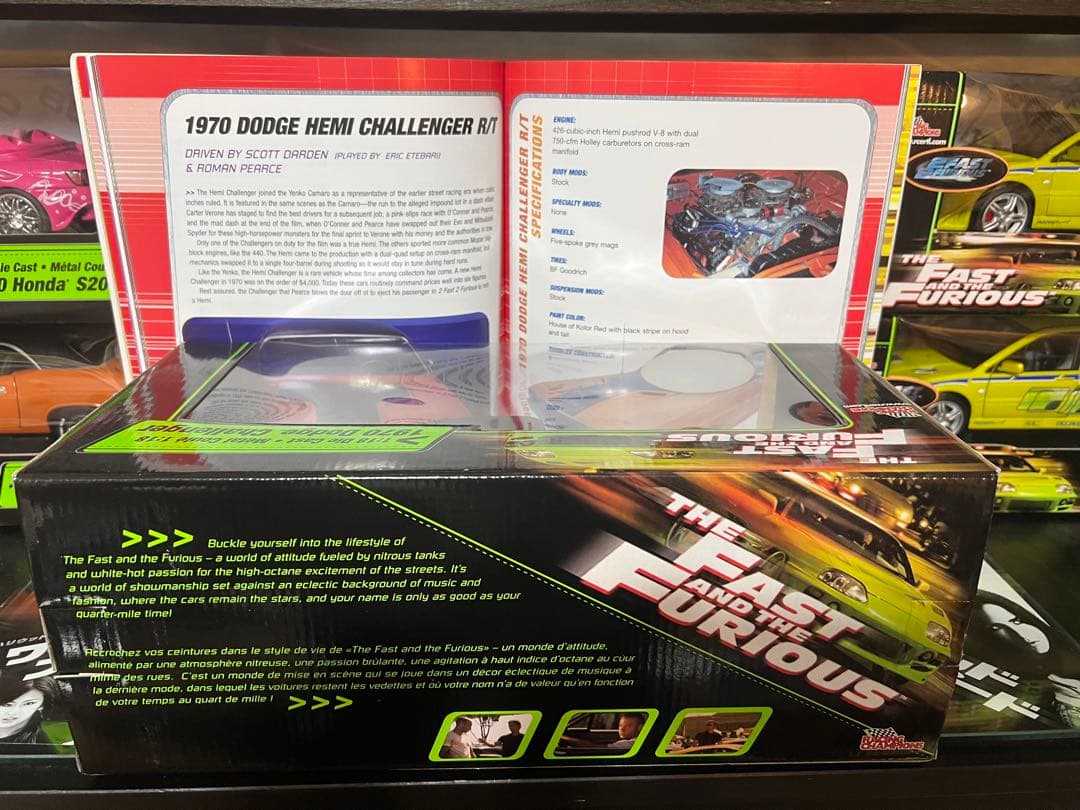 1970 DODGE HEMI CHALLENGER R/T
DRIVEN BY SCOTT DARDEN (PLAYED BY ERIC ETEBARI)
& ROMAN PEARCE
>> The Hemi Challenger joined the Yenko Camaro as a representative of the earlier street racing era when cubic
inches ruled. It is featured in the same scenes as the Camaro—the run to the alleged impound lot in a dash
Carter Verone has staged to find the best drivers for a subsequent job; a pink-slips race with O'Conner and Pearce;
and the mad dash at the end of the film, when O'Conner and Pearce have swapped out their Evo and Mitsubishi
Spyder for these high-horsepower monsters for the final sprint to Verone with his money and the authorities in tow.
Only one of the Challengers on duty for the film was a true Hemi. The others sported more common Mopar big-
block engines, like the 440. The Hemi came to the production with a dual-quad setup on cross-ram manifold, but
mechanics swapped it to a single four-barrel during shooting so it would stay in tune during hard runs.
Like the Yenko, the Hemi Challenger is a rare vehicle whose time among collectors has come. A new Hemi
Challenger in 1970 was on the order of $4,000. Today these cars routinely command prices well into six figures.
Rest assured, the Challenger that Pearce blows the door off of to eject his passenger in 2 Fast 2 Furious is not
a Hemi.
1970 DODGE HEMI CHALLENGER R/T
SPECIFICATIONS
ENGINE:
426-cubic-inch Hemi pushrod V-8 with dual
750-cfm Holley carburetors on cross-ram
manifold
BODY MODS:
Stock
SPECIALTY MODS:
None
WHEELS:
Five-spoke grey mags
TIRES:
BF Goodrich
SUSPENSION MODS:
Stock
PAINT COLOR:
House of Kolor Red with black stripe on hood
and tail
die Cast • Métal Cou
0 Honda S20
2 FAST 2 FURIOUS
THE
FAST
AND THE
FURIOUS
1:18 Die Cast • Métal Coulé 1:18
Challenger
THE
FAST
AND THE
FURIOUS
>>> Buckle yourself into the lifestyle of
The Fast and the Furious – a world of attitude fueled by nitrous tanks
and white-hot passion for the high-octane excitement of the streets. It's
a world of showmanship set against an eclectic background of music and
fashion, where the cars remain the stars, and your name is only as good as your
quarter-mile time!
Accrochez vos ceintures dans le style de vie de «The Fast and the Furious» – un monde d'attitude,
alimenté par une atmosphère nitreuse, une passion brûlante, une agitation à haut indice d'octane au cœur
même des rues. C'est un monde de mise en scène qui se joue dans un décor éclectique de musique à
la dernière mode, dans lequel les voitures restent les vedettes et où votre nom n'a de valeur qu'en fonction
de votre temps au quart de mille ! >>>
THE
FAST
AND THE
FURIOUS
RACING
CHAMPIONS